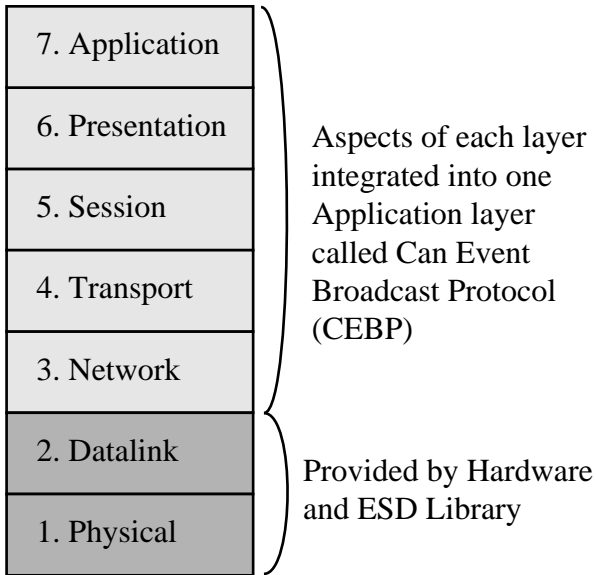 7. Application
6. Presentation
5. Session
4. Transport
3. Network
2. Datalink
1. Physical
Aspects of each layer
integrated into one
Application layer
called Can Event
Broadcast Protocol
(CEBP)
Provided by Hardware
and ESD Library